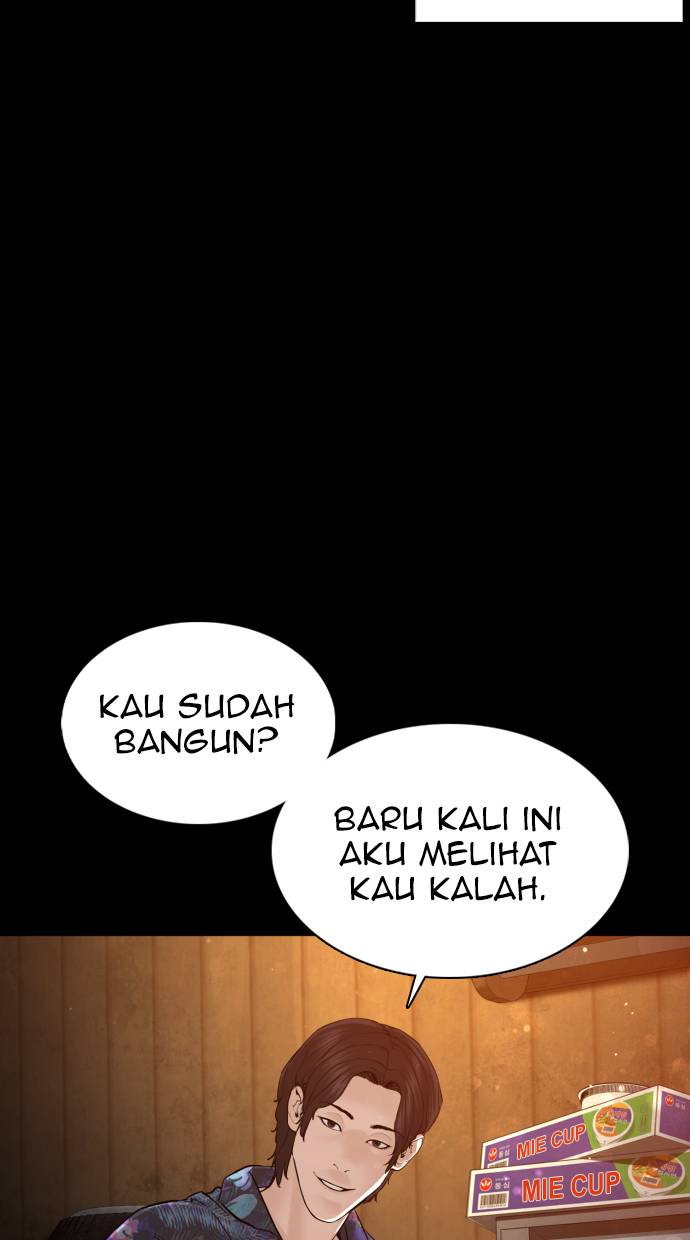 KAU SUDAH
BANGUN?
BARU KALI INI
AKU MELIHAT
KAU KALAH.
MIE CUP
MIE CUP